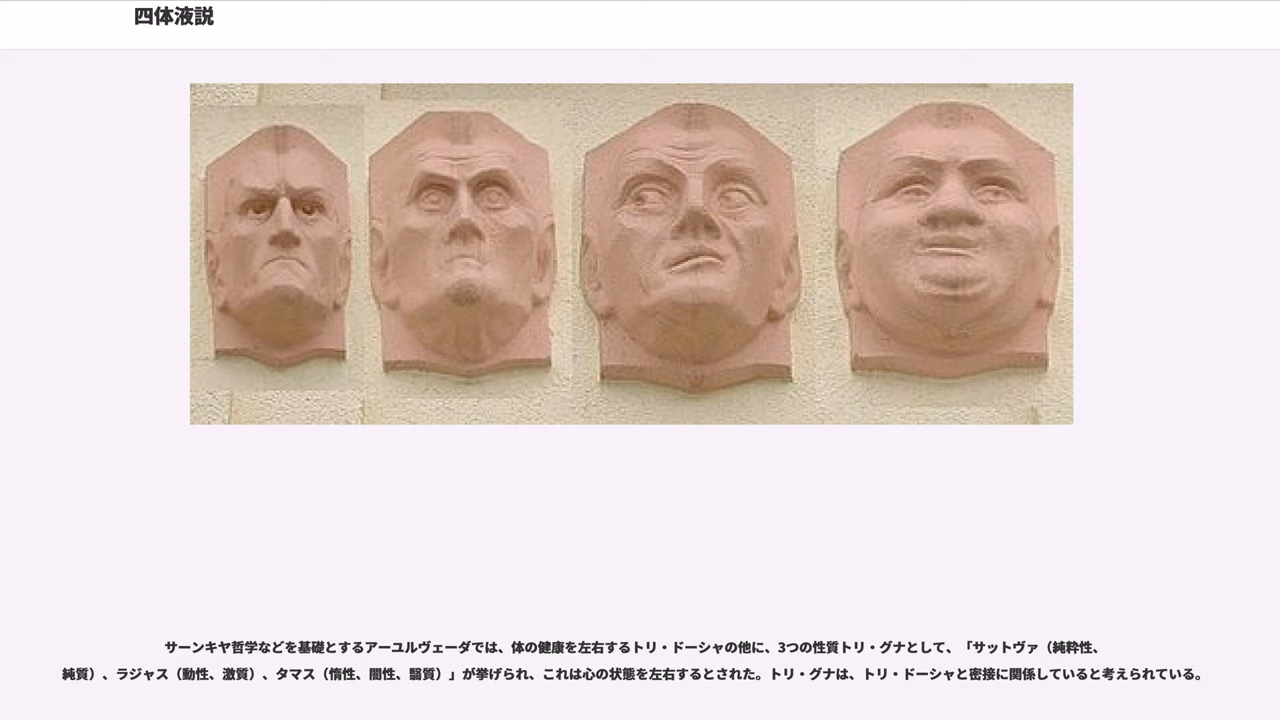 四体液説
サーンキヤ哲学などを基礎とするアーユルヴェーダでは、体の健康を左右するトリ・ドーシャの他に、3つの性質トリ・グナとして、「サットヴァ（純粋性、
純質）、ラジャス（動性、激質）、タマス（惰性、闇性、翳質）」が挙げられ、これは心の状態を左右するとされた。トリ・グナは、トリ・ドーシャと密接に関係していると考えられている。